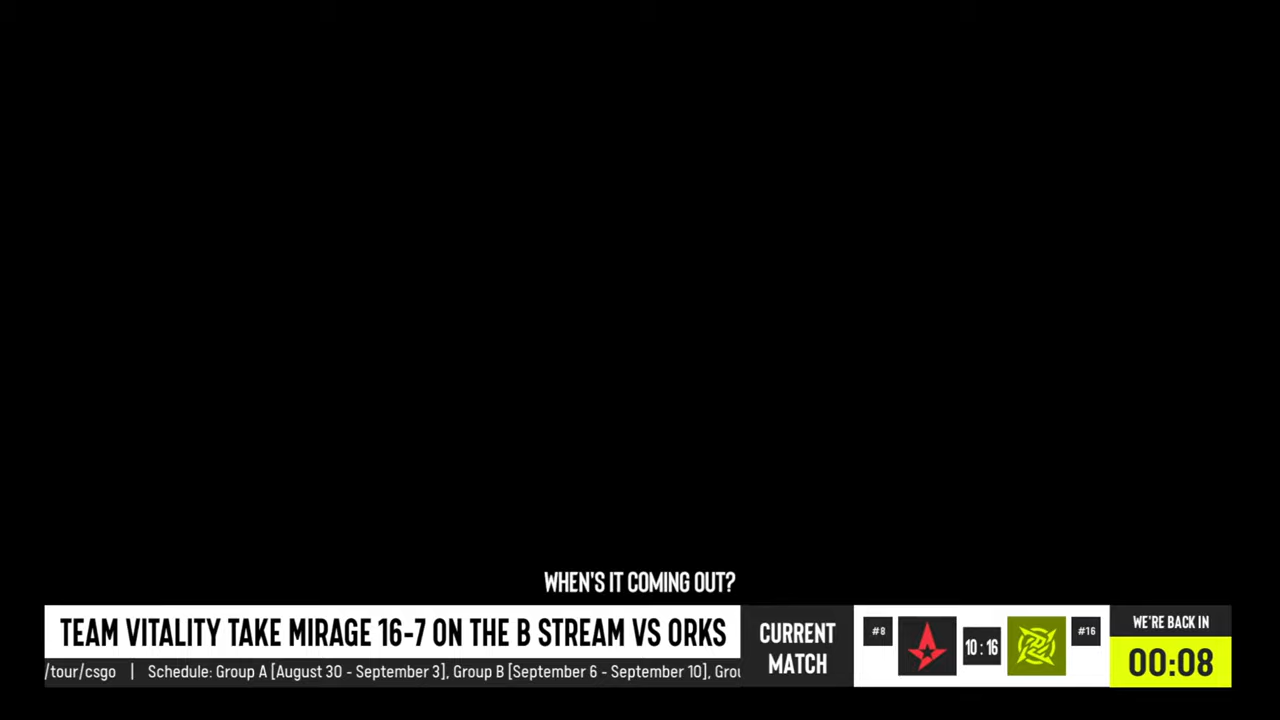 WHEN'S IT COMING OUT?
TEAM VITALITY TAKE MIRAGE 16-7 ON THE B STREAM VS ORKS
/tour/csgo | Schedule: Group A [August 30 - September 3], Group B [September 6 - September 10], Grou
CURRENT
MATCH
#8
10 : 16
#16
WE'RE BACK IN
00:08